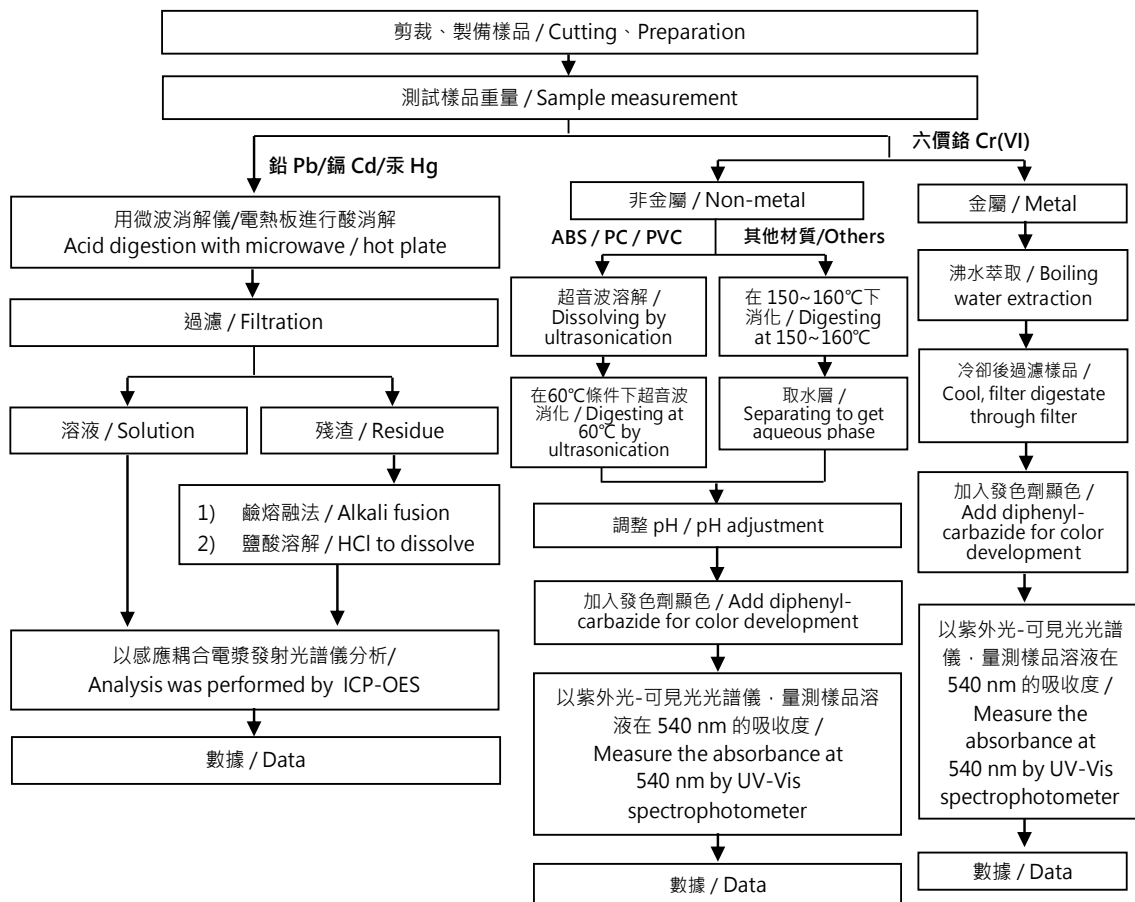 剪裁、製備樣品 / Cutting、Preparation
測試樣品重量 / Sample measurement
鉛 Pb/鎘 Cd/汞 Hg
六價鉻 Cr(VI)
用微波消解儀/電熱板進行酸消解
Acid digestion with microwave / hot plate
過濾 / Filtration
溶液 / Solution
殘渣 / Residue
1) 鹼熔融法 / Alkali fusion
2) 鹽酸溶解 / HCl to dissolve
以感應耦合電漿發射光譜儀分析/
Analysis was performed by ICP-OES
數據 / Data
非金屬 / Non-metal
ABS / PC / PVC
其他材質/Others
超音波溶解 /
Dissolving by
ultrasonication
在60℃條件下超音波
消化 / Digesting at
60℃ by
ultrasonication
在 150~160℃下
消化 / Digesting
at 150~160℃
取水層 /
Separating to get
aqueous phase
調整 pH / pH adjustment
加入發色劑顯色 / Add diphenyl-
carbazide for color development
以紫外光-可見光光譜儀，量測樣品溶
液在 540 nm 的吸收度 /
Measure the absorbance at
540 nm by UV-Vis
spectrophotometer
數據 / Data
金屬 / Metal
沸水萃取 / Boiling
water extraction
冷卻後過濾樣品 /
Cool, filter digestate
through filter
加入發色劑顯色 /
Add diphenyl-
carbazide for color
development
以紫外光-可見光光譜
儀，量測樣品溶液在
540 nm 的吸收度 /
Measure the
absorbance at
540 nm by UV-Vis
spectrophotometer
數據 / Data